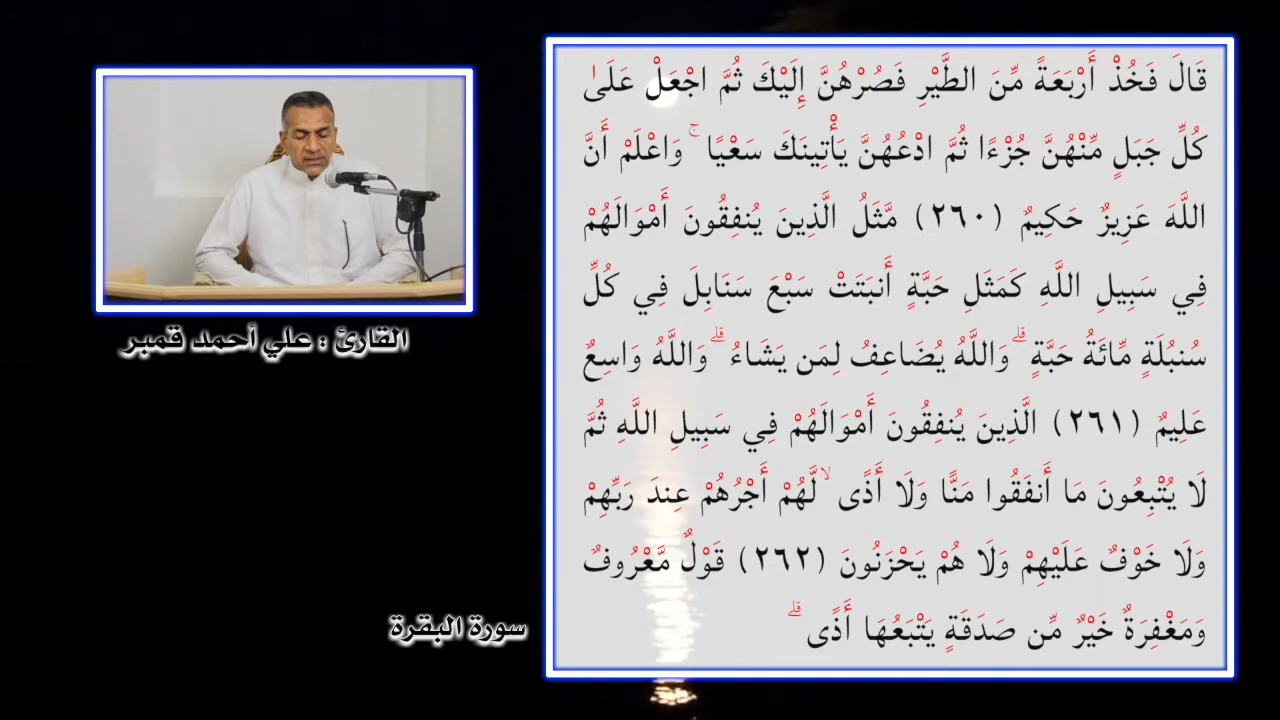 قَالَ فَخُذْ أَرْبَعَةً مِّنَ الطَّيْرِ فَصُرْهُنَّ إِلَيْكَ ثُمَّ اجْعَلْ عَلَىٰ
كُلِّ جَبَلٍ مِّنْهُنَّ جُزْءًا ثُمَّ ادْعُهُنَّ يَأْتِينَكَ سَعْيًا ۚ وَاعْلَمْ أَنَّ
اللَّهَ عَزِيزٌ حَكِيمٌ (٢٦٠) مَّثَلُ الَّذِينَ يُنفِقُونَ أَمْوَالَهُمْ
فِي سَبِيلِ اللَّهِ كَمَثَلِ حَبَّةٍ أَنبَتَتْ سَبْعَ سَنَابِلَ فِي كُلِّ
سُنبُلَةٍ مِّائَةُ حَبَّةٍ ۗ وَاللَّهُ يُضَاعِفُ لِمَن يَشَاءُ ۗ وَاللَّهُ وَاسِعٌ
عَلِيمٌ (٢٦١) الَّذِينَ يُنفِقُونَ أَمْوَالَهُمْ فِي سَبِيلِ اللَّهِ ثُمَّ
لَا يُتْبِعُونَ مَا أَنفَقُوا مَنًّا وَلَا أَذًى ۙ لَّهُمْ أَجْرُهُمْ عِندَ رَبِّهِمْ
وَلَا خَوْفٌ عَلَيْهِمْ وَلَا هُمْ يَحْزَنُونَ (٢٦٢) قَوْلٌ مَّعْرُوفٌ
وَمَغْفِرَةٌ خَيْرٌ مِّن صَدَقَةٍ يَتْبَعُهَا أَذًى ۗ
القارئ : علي أحمد قمبر
سورة البقرة